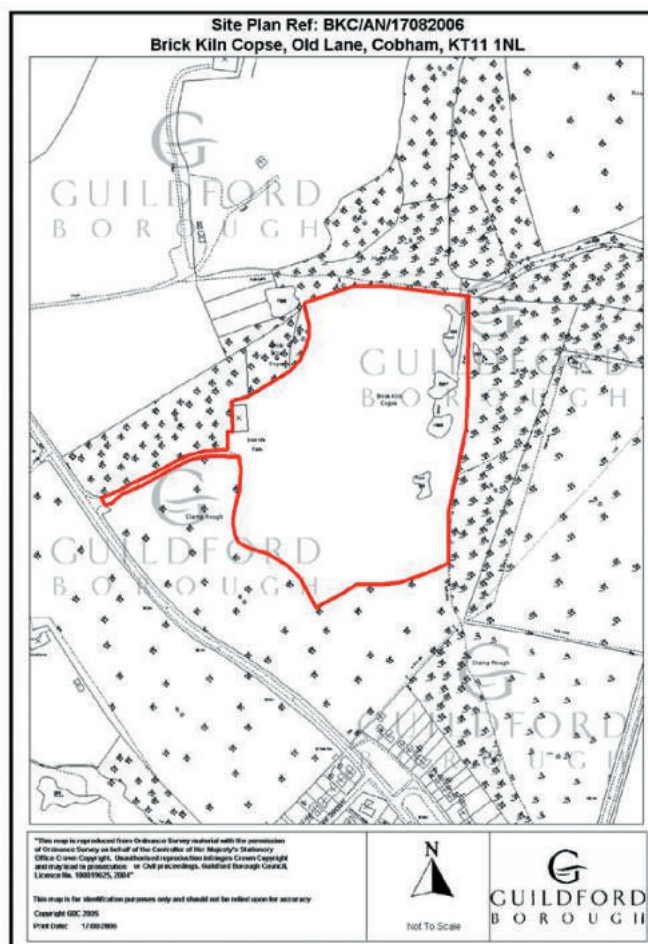 Site Plan Ref: BKC/AN/17082006
Brick Kiln Copse, Old Lane, Cobham, KT11 1NL
GUILDFORD
BOROUGH
GUILDFORD
BOROUGH
Brick Kiln
Copse
GUILDFORD
BOROUGH
Clamp Rough
Clamp Rough
GUILDFORD
BOROUGH
"This map is reproduced from Ordnance Survey material with the permission
of Ordnance Survey on behalf of the Controller of Her Majesty's Stationery
Office Crown Copyright. Unauthorised reproduction infringes Crown Copyright
and may lead to prosecution or Civil proceedings. Guildford Borough Council,
Licence No. 100019625, 2004"
This map is for identification purposes only and should not be relied upon for accuracy
Copyright GBC 2005
Print Date: 17/08/2006
N
Not To Scale
GUILDFORD
BOROUGH